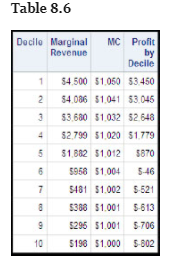 Table 8.6
Decile Marginal Revenue MC Profit by Decile
1 $4,500 $1,050 $3,450
2 $4,086 $1,041 $3,045
3 $3,680 $1,032 $2,648
4 $2,799 $1,020 $1,779
5 $1,882 $1,012 $870
6 $958 $1,004 $-46
7 $481 $1,002 $-521
8 $388 $1,001 $-613
9 $295 $1,001 $-706
10 $198 $1,000 $-802